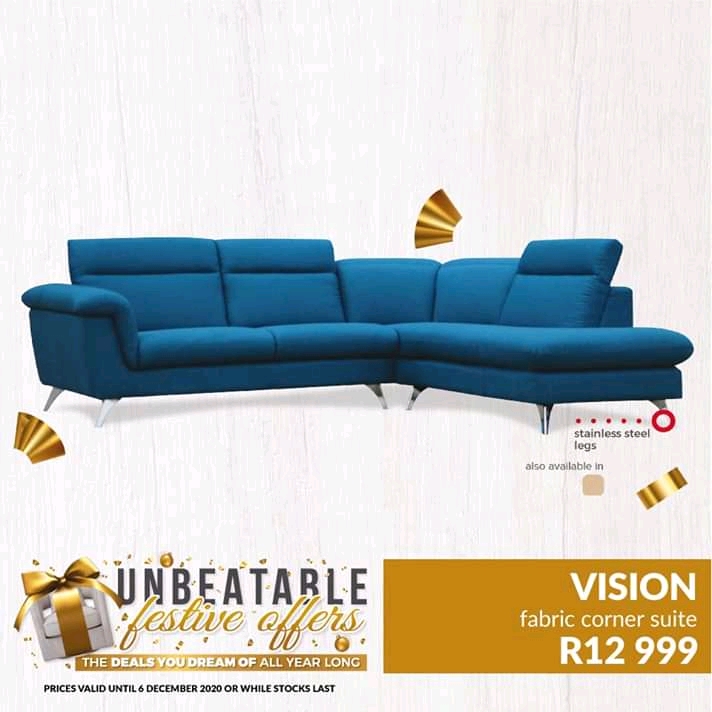 stainless steel
legs
also available in
UNBEATABLE
festive offers
THE DEALS YOU DREAM OF ALL YEAR LONG
PRICES VALID UNTIL 6 DECEMBER 2020 OR WHILE STOCKS LAST
VISION
fabric corner suite
R12 999